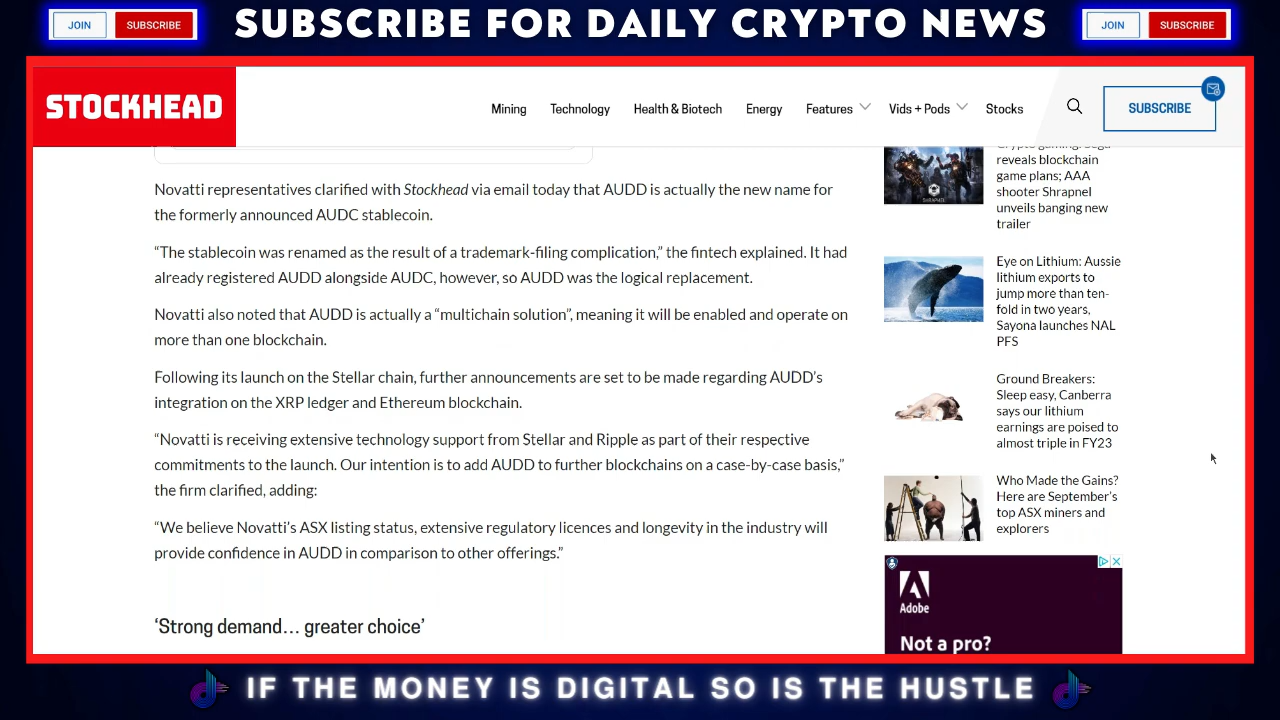 SUBSCRIBE FOR DAILY CRYPTO NEWS
JOIN
SUBSCRIBE
JOIN
SUBSCRIBE
STOCKHEAD
Mining
Technology
Health & Biotech
Energy
Features
Vids + Pods
Stocks
SUBSCRIBE
Novatti representatives clarified with Stockhead via email today that AUDD is actually the new name for
the formerly announced AUDC stablecoin.
“The stablecoin was renamed as the result of a trademark-filing complication,” the fintech explained. It had
already registered AUDD alongside AUDC, however, so AUDD was the logical replacement.
Novatti also noted that AUDD is actually a “multichain solution”, meaning it will be enabled and operate on
more than one blockchain.
Following its launch on the Stellar chain, further announcements are set to be made regarding AUDD’s
integration on the XRP ledger and Ethereum blockchain.
“Novatti is receiving extensive technology support from Stellar and Ripple as part of their respective
commitments to the launch. Our intention is to add AUDD to further blockchains on a case-by-case basis,”
the firm clarified, adding:
“We believe Novatti’s ASX listing status, extensive regulatory licences and longevity in the industry will
provide confidence in AUDD in comparison to other offerings.”
‘Strong demand… greater choice’
Crypto gaming: Sega
reveals blockchain
game plans; AAA
shooter Shrapnel
unveils banging new
trailer
SHRAPNEL
Eye on Lithium: Aussie
lithium exports to
jump more than ten-
fold in two years,
Sayona launches NAL
PFS
Ground Breakers:
Sleep easy, Canberra
says our lithium
earnings are poised to
almost triple in FY23
Who Made the Gains?
Here are September’s
top ASX miners and
explorers
Adobe
Not a pro?
IF THE MONEY IS DIGITAL SO IS THE HUSTLE